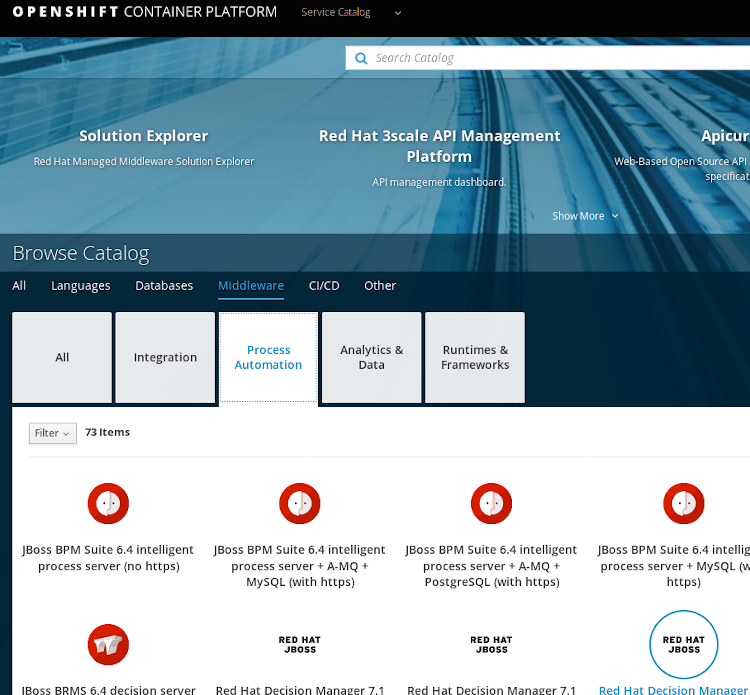 OPENSHIFT CONTAINER PLATFORM Service Catalog
Search Catalog
Solution Explorer
Red Hat Managed Middleware Solution Explorer
Red Hat 3scale API Management
Platform
API management dashboard.
Apicur
Web-Based Open Source API
specificat
Show More
Browse Catalog
All Languages Databases Middleware CI/CD Other
All
Integration
Process
Automation
Analytics &
Data
Runtimes &
Frameworks
Filter 73 Items
JBoss BPM Suite 6.4 intelligent
process server (no https)
JBoss BPM Suite 6.4 intelligent
process server + A-MQ +
MySQL (with https)
JBoss BPM Suite 6.4 intelligent
process server + A-MQ +
PostgreSQL (with https)
JBoss BPM Suite 6.4 intellig
process server + MySQL (w
https)
RED HAT
JBOSS
RED HAT
JBOSS
RED HAT
JBOSS
JBoss BRMS 6.4 decision server
Red Hat Decision Manager 7.1
Red Hat Decision Manager 7.1
Red Hat Decision Manager